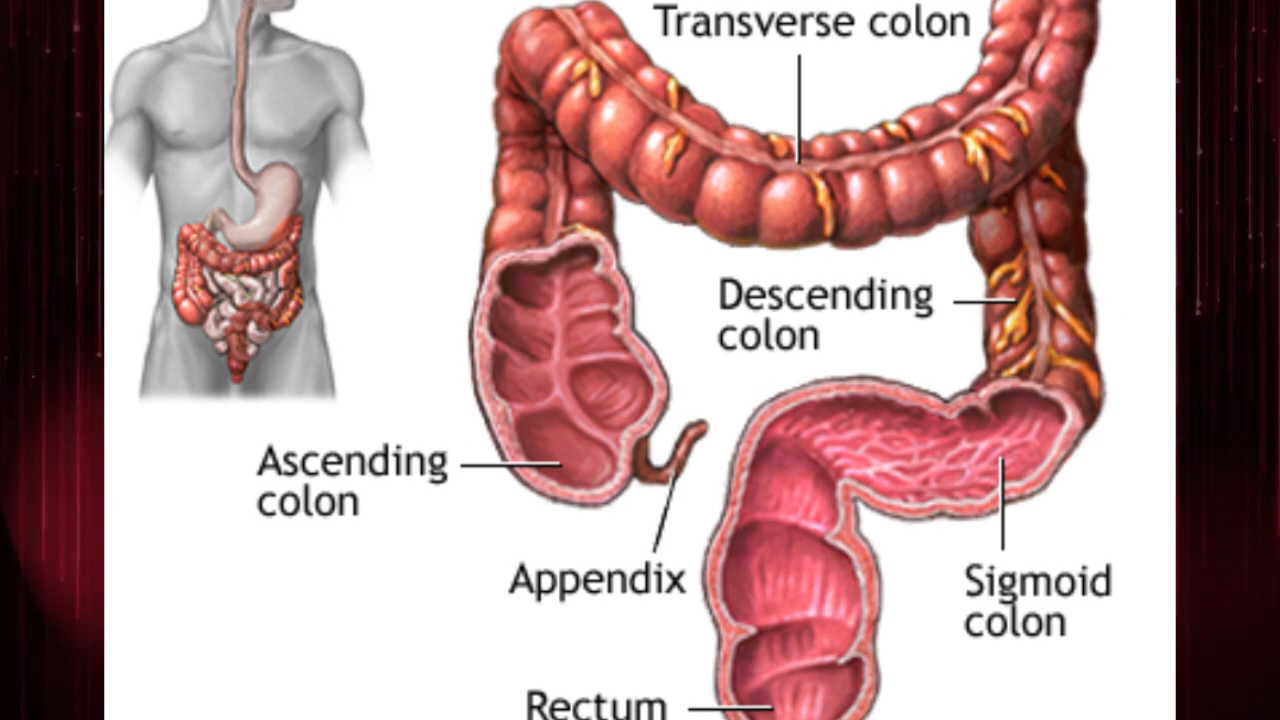 Transverse colon
Descending
colon
Ascending
colon
Appendix
Sigmoid
colon
Rectum